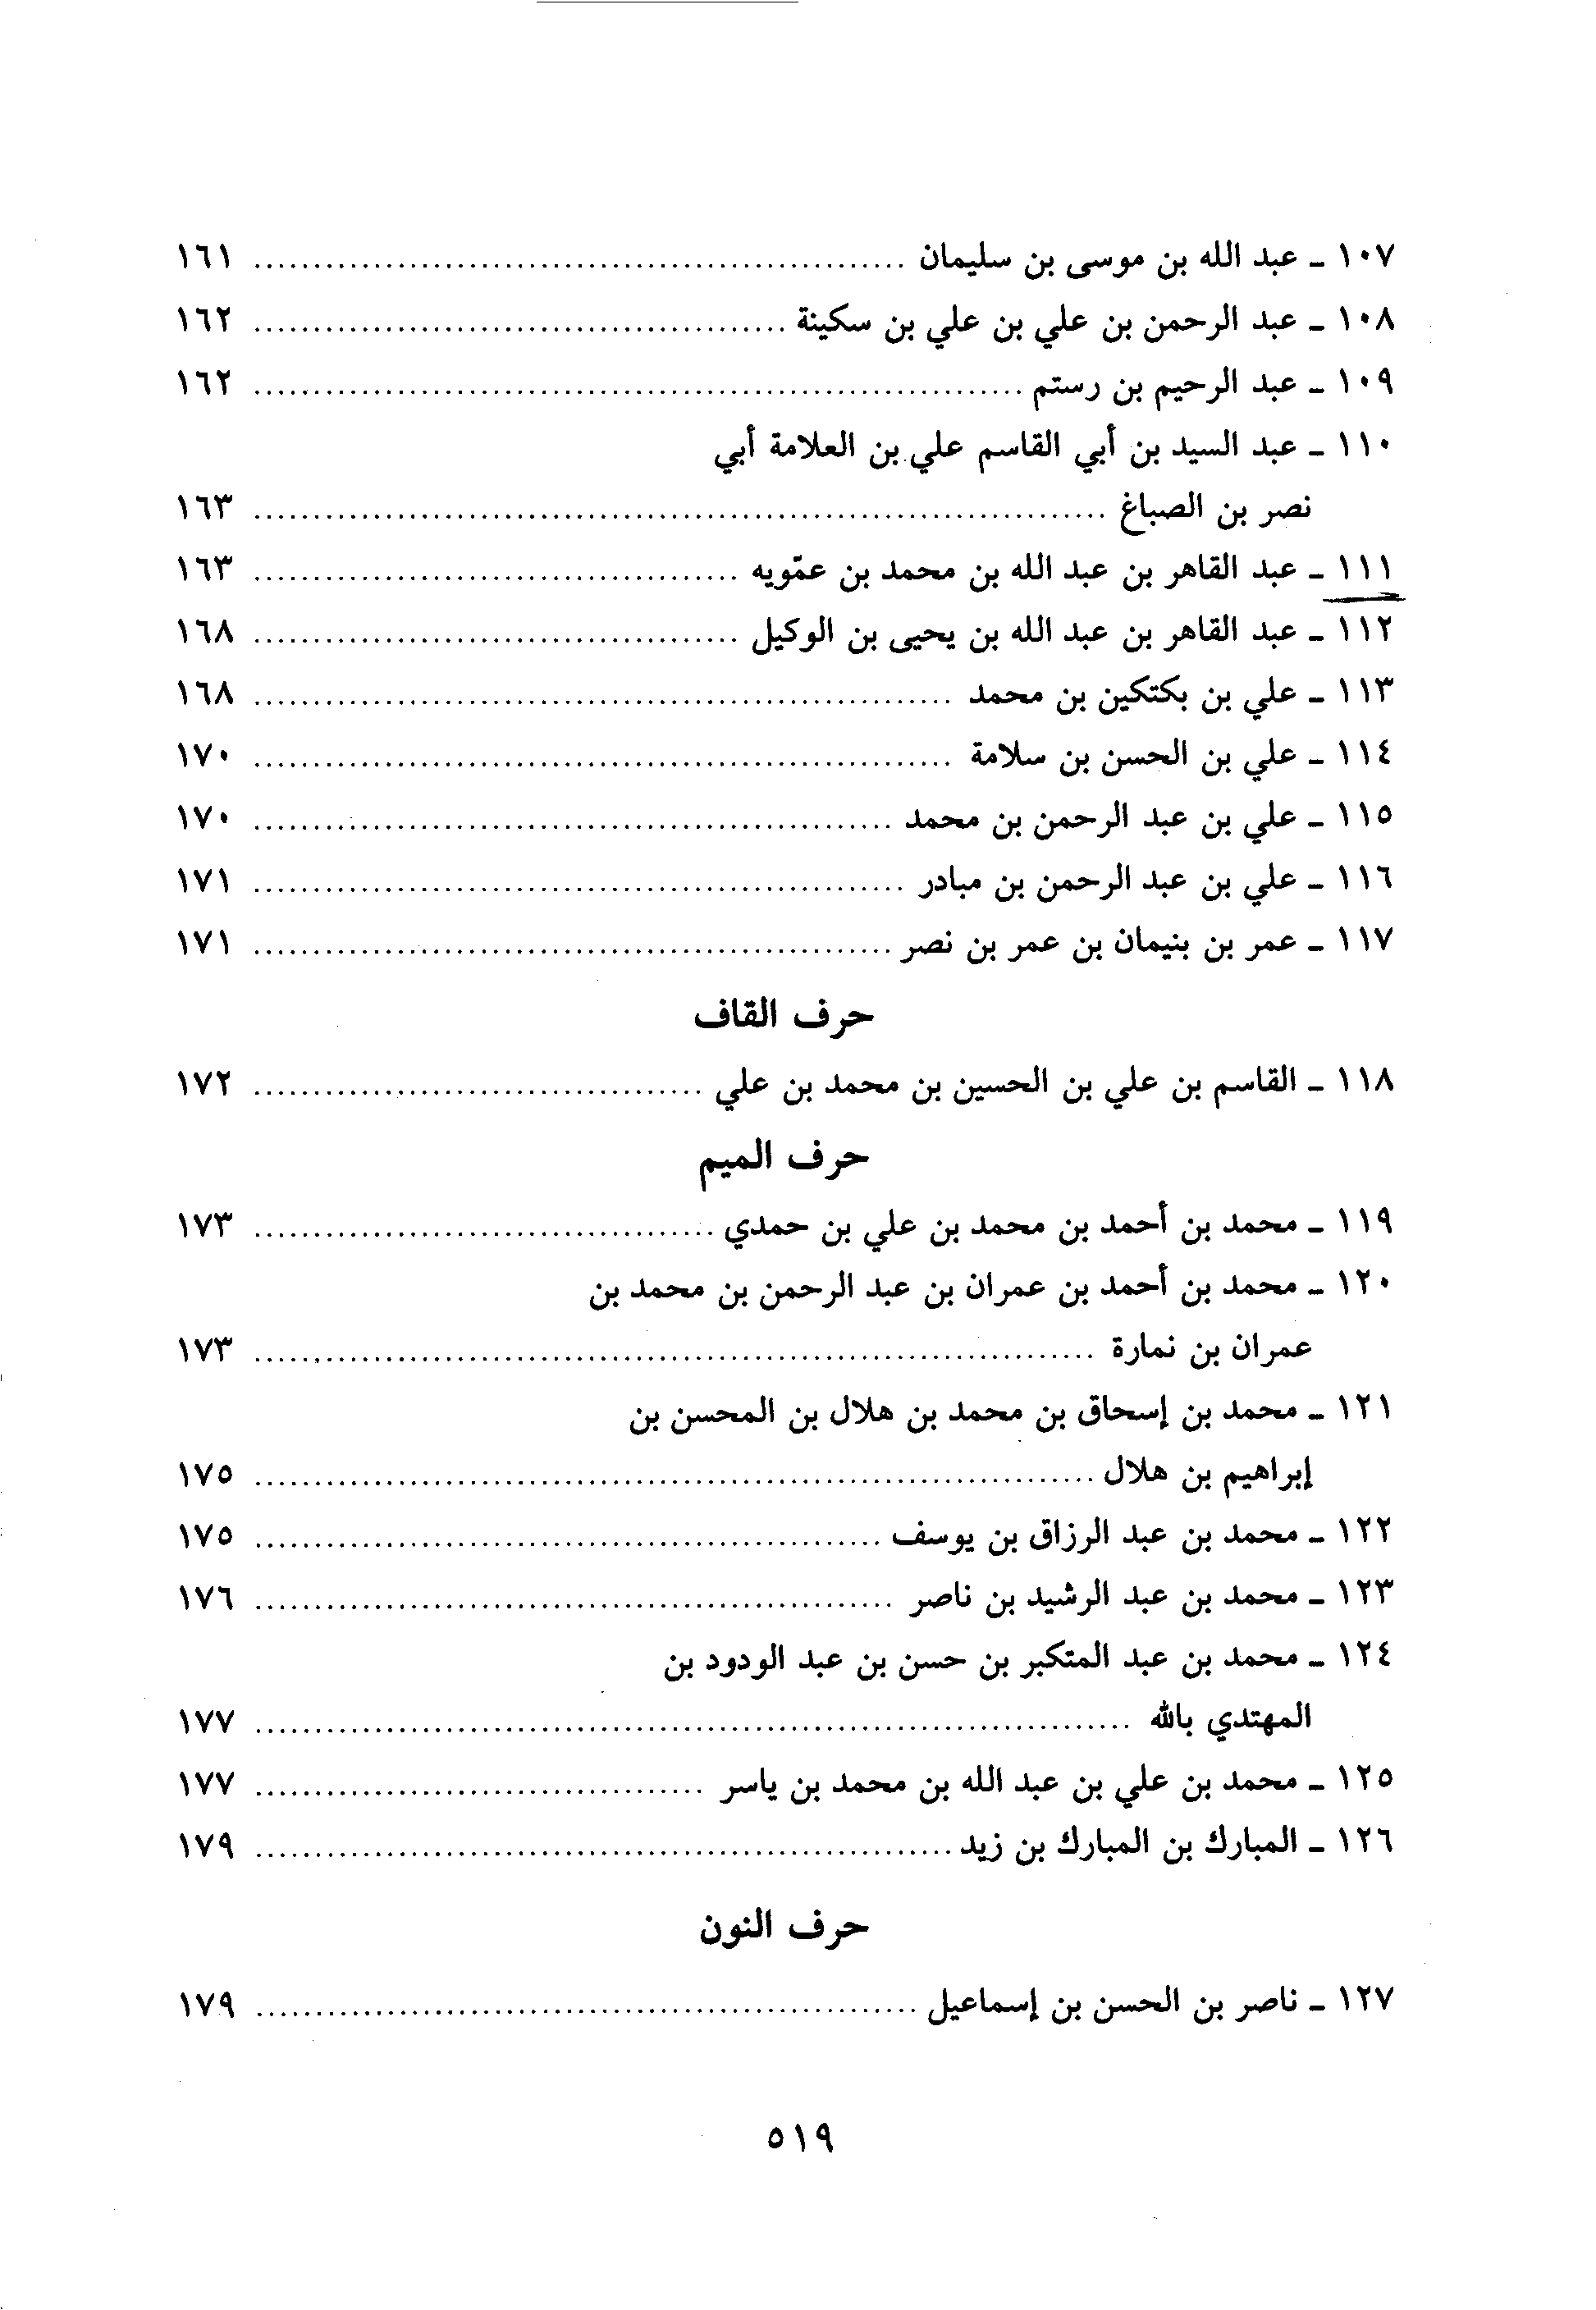 ١٠٧ - عبد الله بن موسى بن سليمان ........ ١٦١
١٠٨ - عبد الرحمن بن علي بن علي بن سكينة ........ ١٦٢
١٠٩ - عبد الرحيم بن رستم ........ ١٦٢
١١٠ - عبد السيد بن أبي القاسم علي بن العلامة أبي
نصر بن الصباغ ........ ١٦٣
١١١ - عبد القاهر بن عبد الله بن محمد بن عمّويه ........ ١٦٣
١١٢ - عبد القاهر بن عبد الله بن يحيى بن الوكيل ........ ١٦٨
١١٣ - علي بن بكتكين بن محمد ........ ١٦٨
١١٤ - علي بن الحسن بن سلامة ........ ١٧٠
١١٥ - علي بن عبد الرحمن بن محمد ........ ١٧٠
١١٦ - علي بن عبد الرحمن بن مبادر ........ ١٧١
١١٧ - عمر بن بنيمان بن عمر بن نصر ........ ١٧١
حرف القاف
١١٨ - القاسم بن علي بن الحسين بن محمد بن علي ........ ١٧٢
حرف الميم
١١٩ - محمد بن أحمد بن محمد بن علي بن حمدي ........ ١٧٣
١٢٠ - محمد بن أحمد بن عمران بن عبد الرحمن بن محمد بن
عمران بن نمارة ........ ١٧٣
١٢١ - محمد بن إسحاق بن محمد بن هلال بن المحسن بن
إبراهيم بن هلال ........ ١٧٥
١٢٢ - محمد بن عبد الرزاق بن يوسف ........ ١٧٥
١٢٣ - محمد بن عبد الرشيد بن ناصر ........ ١٧٦
١٢٤ - محمد بن عبد المتكبر بن حسن بن عبد الودود بن
المهتدي بالله ........ ١٧٧
١٢٥ - محمد بن علي بن عبد الله بن محمد بن ياسر ........ ١٧٧
١٢٦ - المبارك بن المبارك بن زيد ........ ١٧٩
حرف النون
١٢٧ - ناصر بن الحسن بن إسماعيل ........ ١٧٩
٥١٩